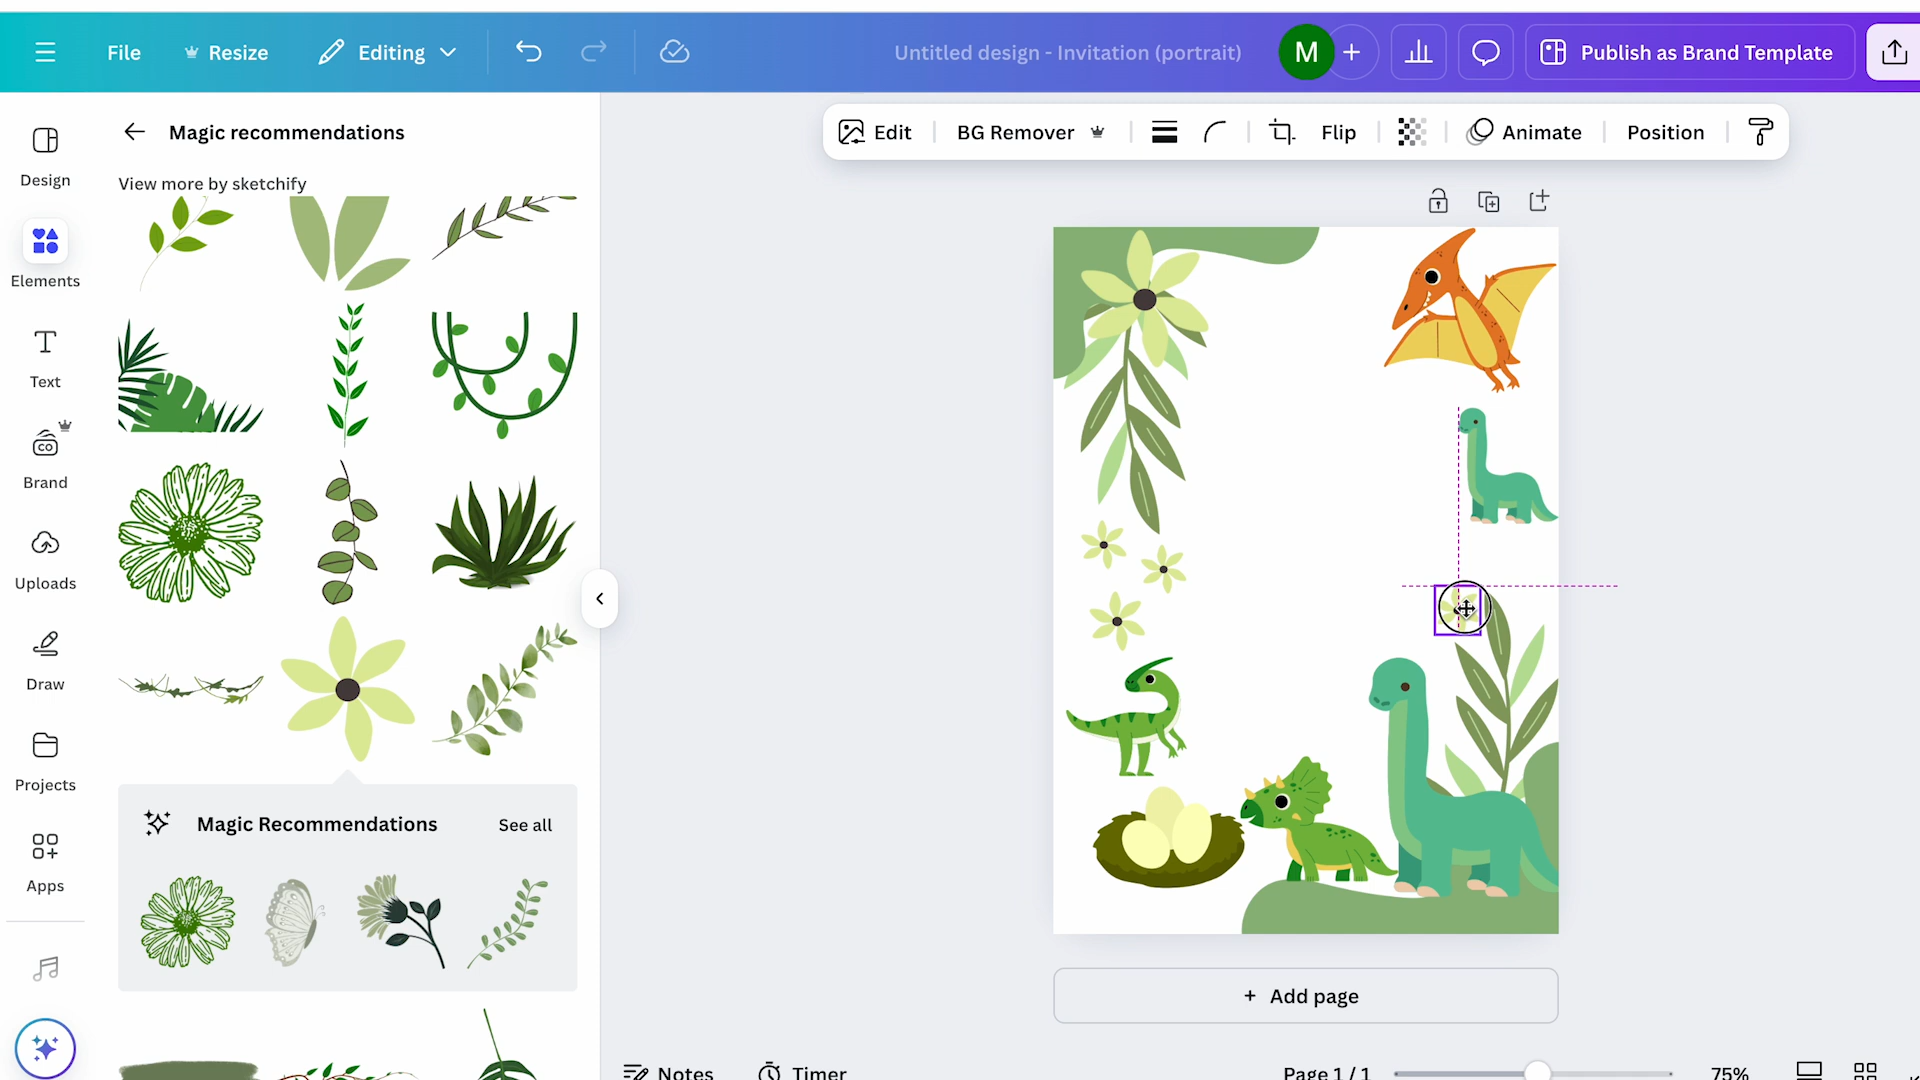 File
Resize
Editing
Untitled design - Invitation (portrait)
M
Publish as Brand Template
Magic recommendations
Edit
BG Remover
Flip
Animate
Position
View more by sketchify
Design
Elements
Text
Brand
CO
Uploads
Draw
Projects
Apps
Magic Recommendations
See all
+ Add page
Notes
Timer
Page 1 / 1
75%